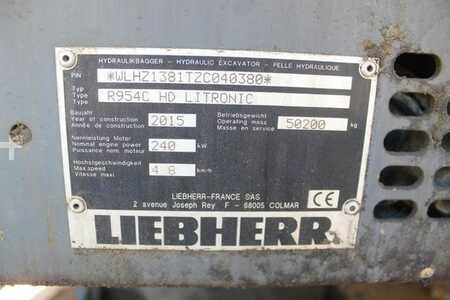 HYDRAULIKBAGGER - HYDRAULIC EXCAVATOR - PELLE HYDRAULIQUE
PIN *WLHZ1381TZC040380*
Typ
Type R954C HD LITRONIC
Type
Baujahr
Year of construction 2015
Année de construction
Betriebsgewicht
Operating mass 50200 kg
Masse en service
Nennleistung Motor
Nominal engine power 240 kW
Puissance nom. moteur
Höchstgeschwindigkeit
Max.speed 4.8 km/h
Vitesse maxi
LIEBHERR-FRANCE SAS
2 avenue Joseph Rey F - 68005 COLMAR
CE
LIEBHERR